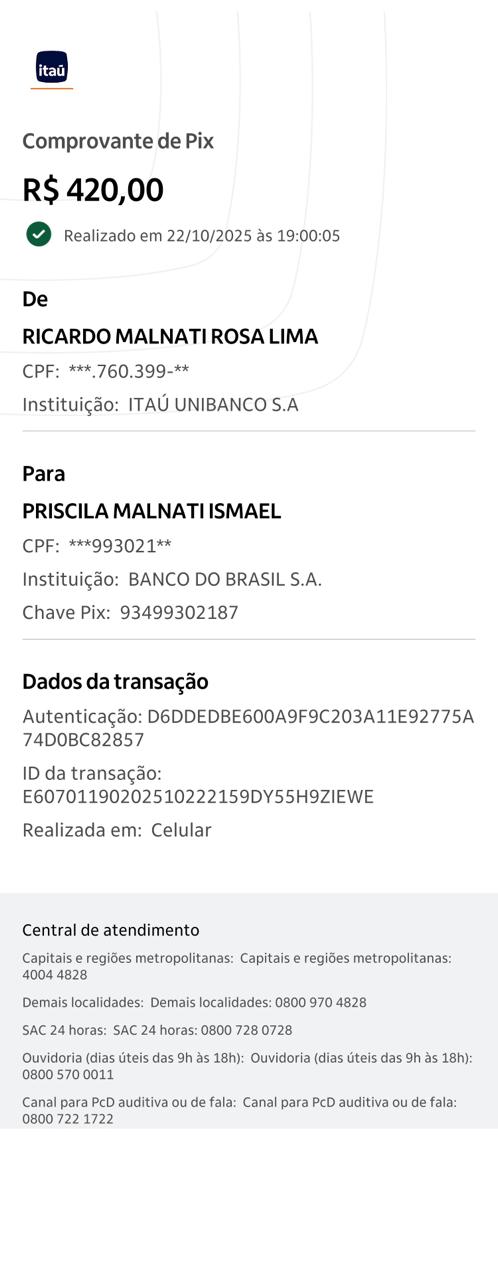 itaú
Comprovante de Pix
R$ 420,00
Realizado em 22/10/2025 às 19:00:05
De
RICARDO MALNATI ROSA LIMA
CPF: ***.760.399-**
Instituição: ITAÚ UNIBANCO S.A
Para
PRISCILA MALNATI ISMAEL
CPF: ***993021**
Instituição: BANCO DO BRASIL S.A.
Chave Pix: 93499302187
Dados da transação
Autenticação: D6DDEDBE600A9F9C203A11E92775A
74D0BC82857
ID da transação:
E60701190202510222159DY55H9ZIEWE
Realizada em: Celular
Central de atendimento
Capitais e regiões metropolitanas: Capitais e regiões metropolitanas:
4004 4828
Demais localidades: Demais localidades: 0800 970 4828
SAC 24 horas: SAC 24 horas: 0800 728 0728
Ouvidoria (dias úteis das 9h às 18h): Ouvidoria (dias úteis das 9h às 18h):
0800 570 0011
Canal para PcD auditiva ou de fala: Canal para PcD auditiva ou de fala:
0800 722 1722